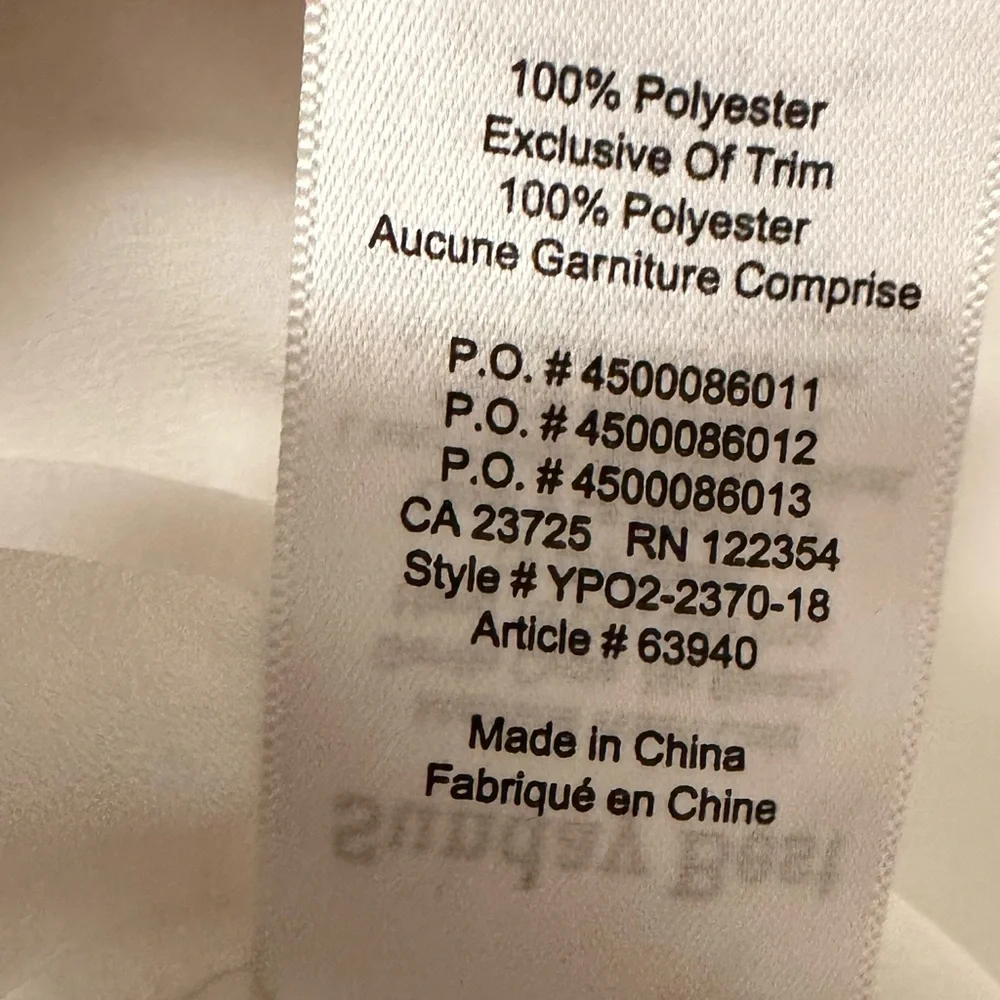 100% Polyester
Exclusive Of Trim
100% Polyester
Aucune Garniture Comprise
P.O. # 4500086011
P.O. # 4500086012
P.O. # 4500086013
CA 23725 RN 122354
Style # YPO2-2370-18
Article # 63940
Made in China
Fabriqué en Chine